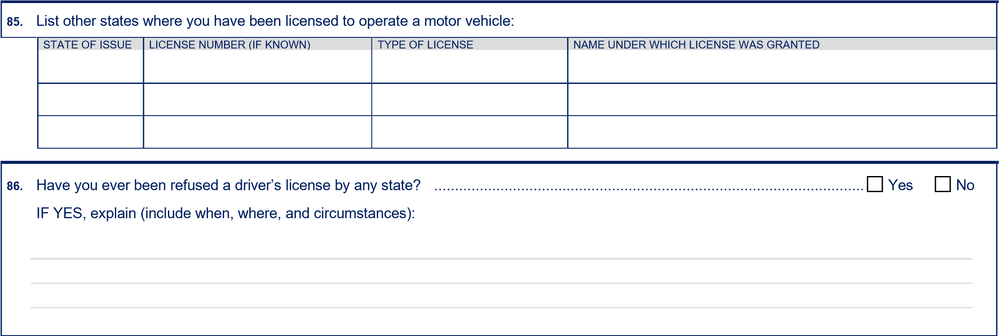 85. List other states where you have been licensed to operate a motor vehicle:
STATE OF ISSUE LICENSE NUMBER (IF KNOWN) TYPE OF LICENSE NAME UNDER WHICH LICENSE WAS GRANTED
86. Have you ever been refused a driver’s license by any state? ................................................................................................ Yes No
IF YES, explain (include when, where, and circumstances):